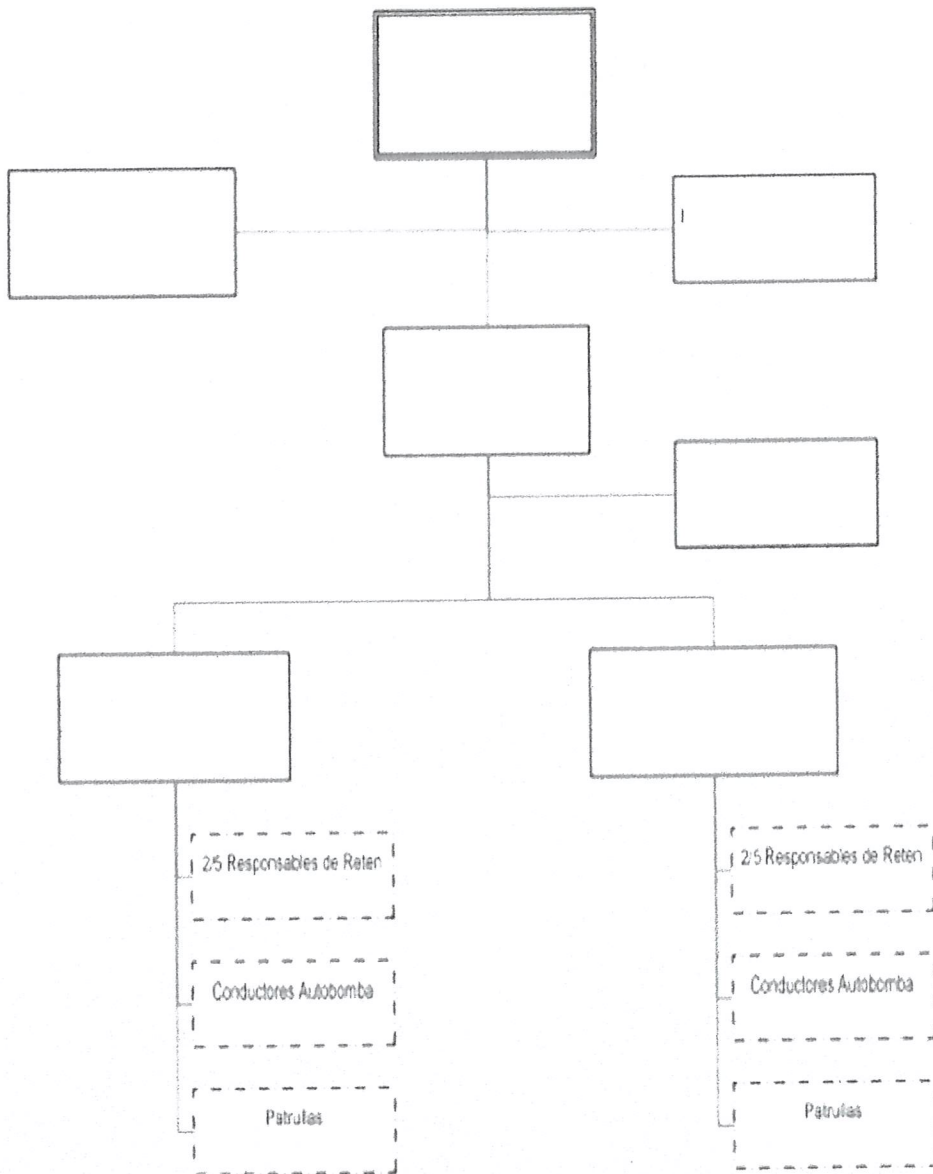 2/5 Responsables de Reten
2/5 Responsables de Reten
Conductores Autobomba
Conductores Autobomba
Patrullas
Patrullas